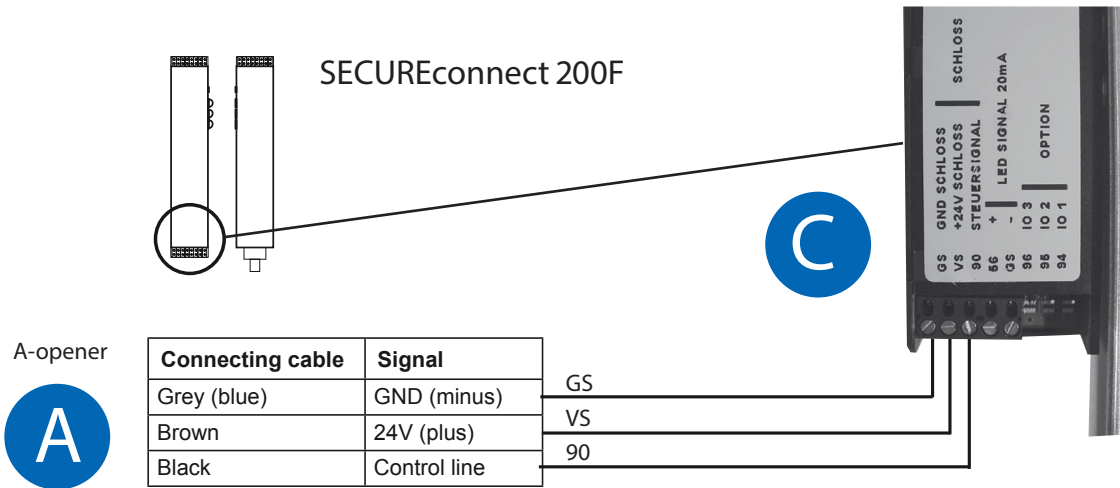 SECUREconnect 200F
SCHLOSS
LED SIGNAL 20mA
OPTION
GND SCHLOSS
+24V SCHLOSS
STEUERSIGNAL
+
-
IO 3
IO 2
IO 1
GS
VS
90
56
GS
96
95
94
C
A-opener
A
Connecting cable Signal
Grey (blue) GND (minus) GS
Brown 24V (plus) VS
Black Control line 90